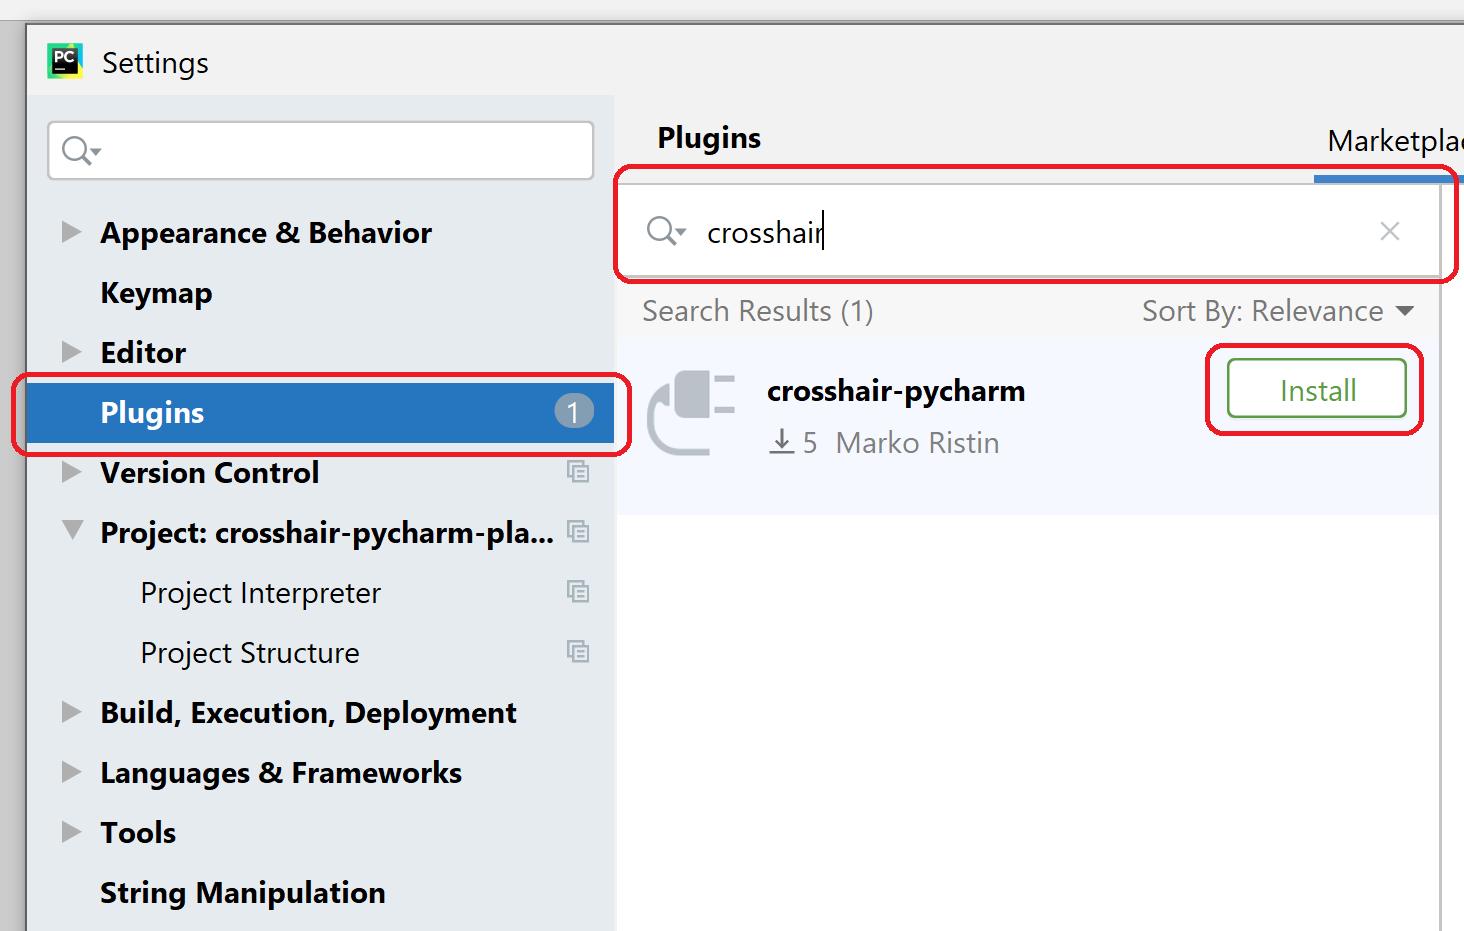 PC
Settings
Appearance & Behavior
Keymap
Editor
Plugins 1
Version Control
Project: crosshair-pycharm-pla...
Project Interpreter
Project Structure
Build, Execution, Deployment
Languages & Frameworks
Tools
String Manipulation
Plugins
crosshair
Search Results (1) Sort By: Relevance
crosshair-pycharm Install
5 Marko Ristin